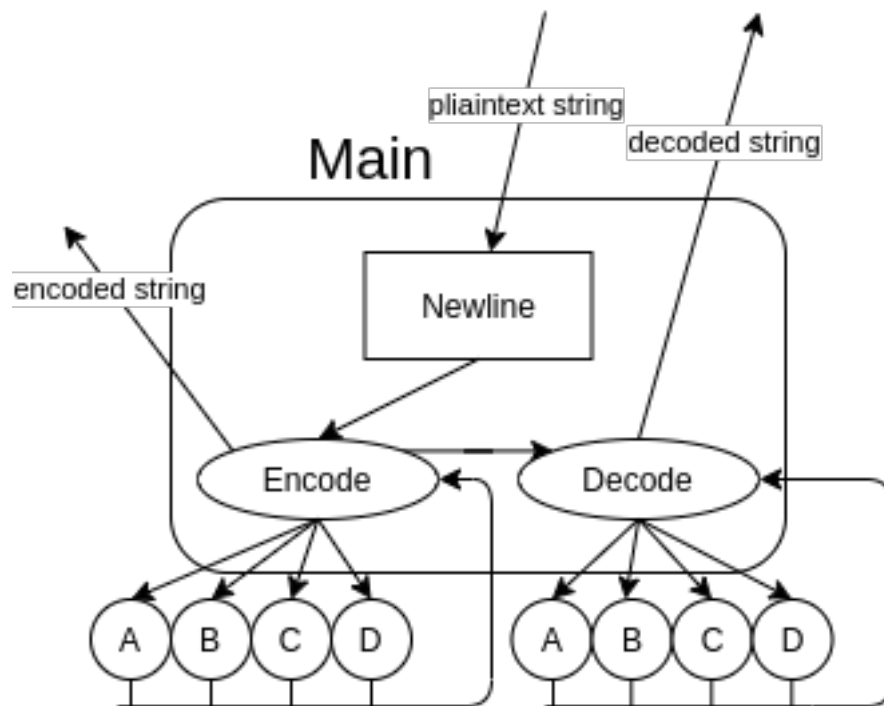 pliaintext string
decoded string
Main
encoded string
Newline
Encode
Decode
A B C D
A B C D